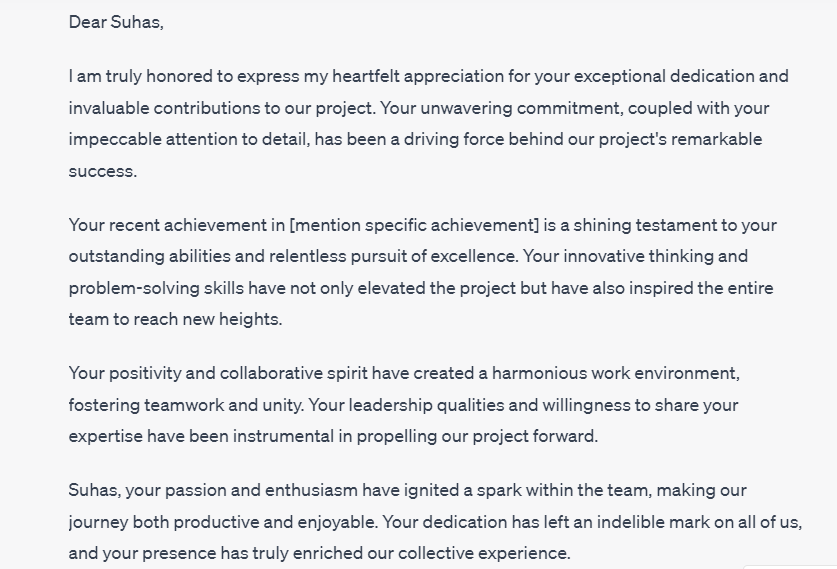 Dear Suhas,
I am truly honored to express my heartfelt appreciation for your exceptional dedication and
invaluable contributions to our project. Your unwavering commitment, coupled with your
impeccable attention to detail, has been a driving force behind our project's remarkable
success.
Your recent achievement in [mention specific achievement] is a shining testament to your
outstanding abilities and relentless pursuit of excellence. Your innovative thinking and
problem-solving skills have not only elevated the project but have also inspired the entire
team to reach new heights.
Your positivity and collaborative spirit have created a harmonious work environment,
fostering teamwork and unity. Your leadership qualities and willingness to share your
expertise have been instrumental in propelling our project forward.
Suhas, your passion and enthusiasm have ignited a spark within the team, making our
journey both productive and enjoyable. Your dedication has left an indelible mark on all of us,
and your presence has truly enriched our collective experience.